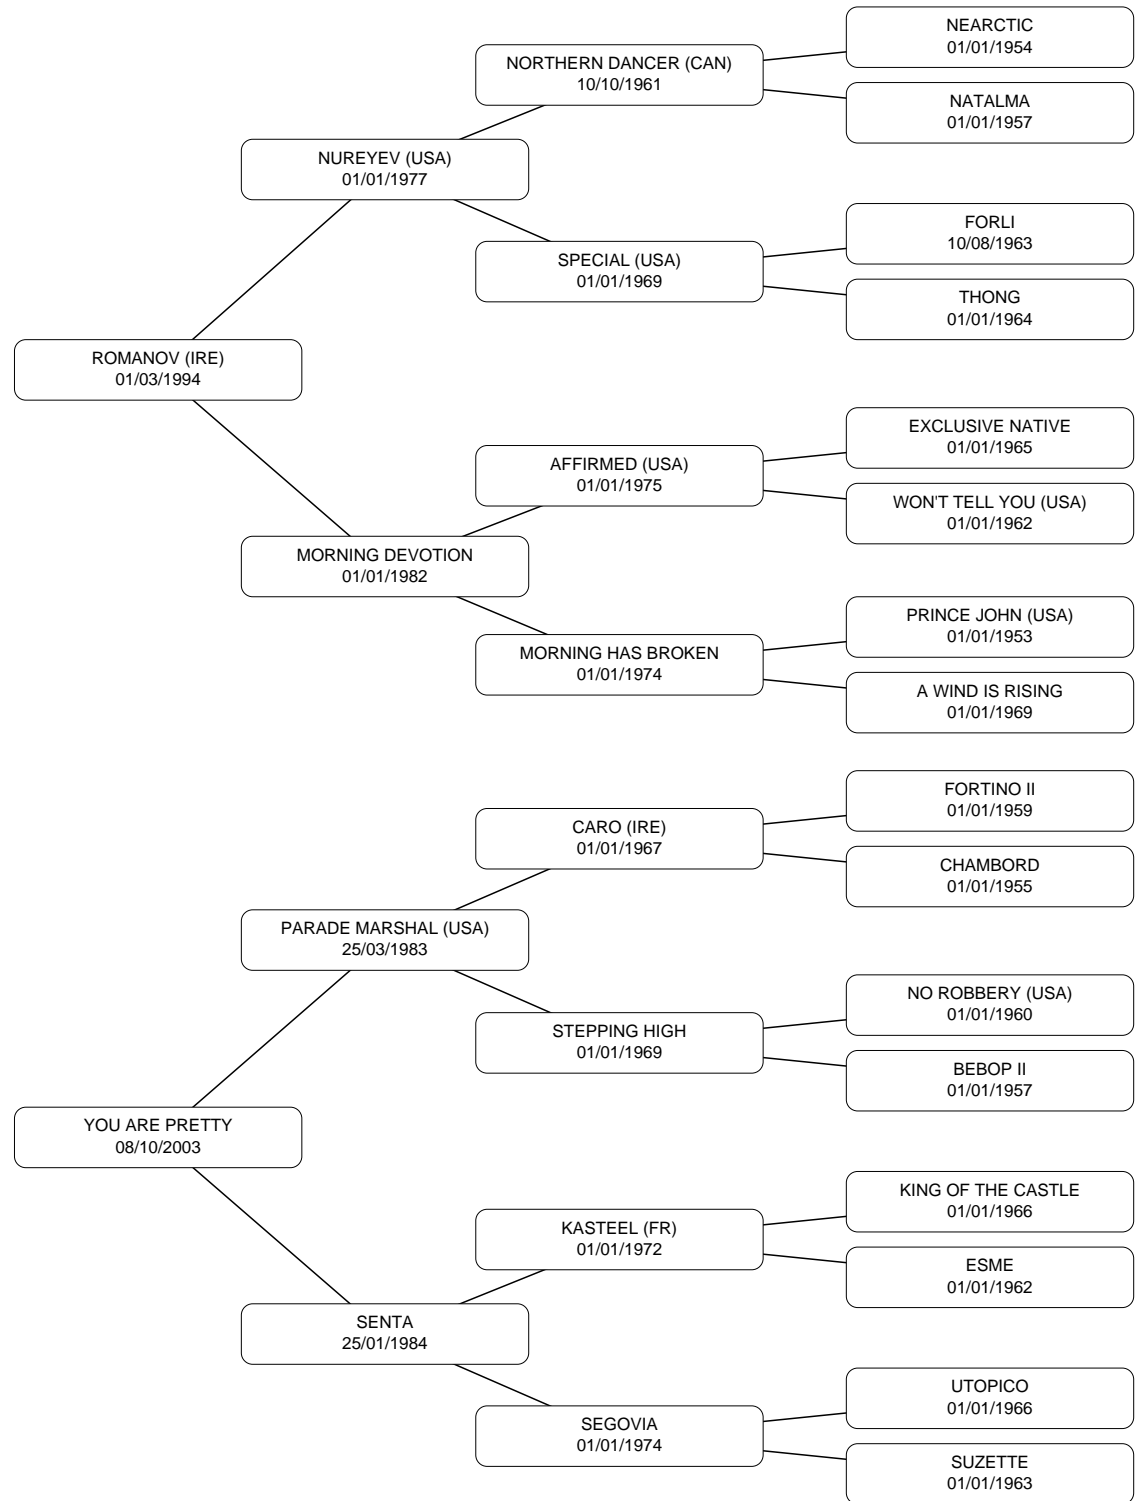 NEARCTIC
01/01/1954
NORTHERN DANCER (CAN)
10/10/1961
NATALMA
01/01/1957
NUREYEV (USA)
01/01/1977
FORLI
10/08/1963
SPECIAL (USA)
01/01/1969
THONG
01/01/1964
ROMANOV (IRE)
01/03/1994
EXCLUSIVE NATIVE
01/01/1965
AFFIRMED (USA)
01/01/1975
WON'T TELL YOU (USA)
01/01/1962
MORNING DEVOTION
01/01/1982
PRINCE JOHN (USA)
01/01/1953
MORNING HAS BROKEN
01/01/1974
A WIND IS RISING
01/01/1969
FORTINO II
01/01/1959
CARO (IRE)
01/01/1967
CHAMBORD
01/01/1955
PARADE MARSHAL (USA)
25/03/1983
NO ROBBERY (USA)
01/01/1960
STEPPING HIGH
01/01/1969
BEBOP II
01/01/1957
YOU ARE PRETTY
08/10/2003
KING OF THE CASTLE
01/01/1966
KASTEEL (FR)
01/01/1972
ESME
01/01/1962
SENTA
25/01/1984
UTOPICO
01/01/1966
SEGOVIA
01/01/1974
SUZETTE
01/01/1963